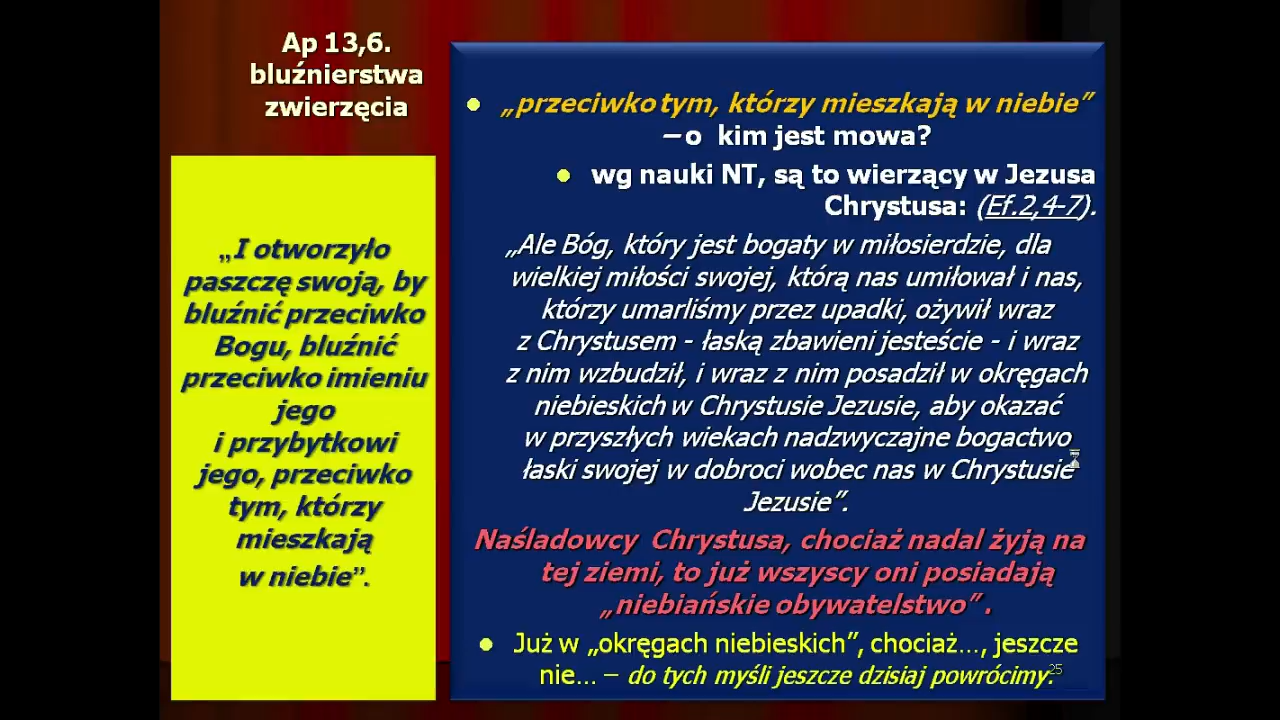 Ap 13,6.
bluźnierstwa
zwierzęcia
„I otworzyło
paszczę swoją, by
bluźnić przeciwko
Bogu, bluźnić
przeciwko imieniu
jego
i przybytkowi
jego, przeciwko
tym, którzy
mieszkają
w niebie”.
• „przeciwko tym, którzy mieszkają w niebie”
– o kim jest mowa?
• wg nauki NT, są to wierzący w Jezusa
Chrystusa: (Ef.2,4-7).
„Ale Bóg, który jest bogaty w miłosierdzie, dla
wielkiej miłości swojej, którą nas umiłował i nas,
którzy umarliśmy przez upadki, ożywił wraz
z Chrystusem - łaską zbawieni jesteście - i wraz
z nim wzbudził, i wraz z nim posadził w okręgach
niebieskich w Chrystusie Jezusie, aby okazać
w przyszłych wiekach nadzwyczajne bogactwo
łaski swojej w dobroci wobec nas w Chrystusie
Jezusie”.
Naśladowcy Chrystusa, chociaż nadal żyją na
tej ziemi, to już wszyscy oni posiadają
„niebiańskie obywatelstwo” .
• Już w „okręgach niebieskich”, chociaż…, jeszcze
nie… – do tych myśli jeszcze dzisiaj powrócimy.
25